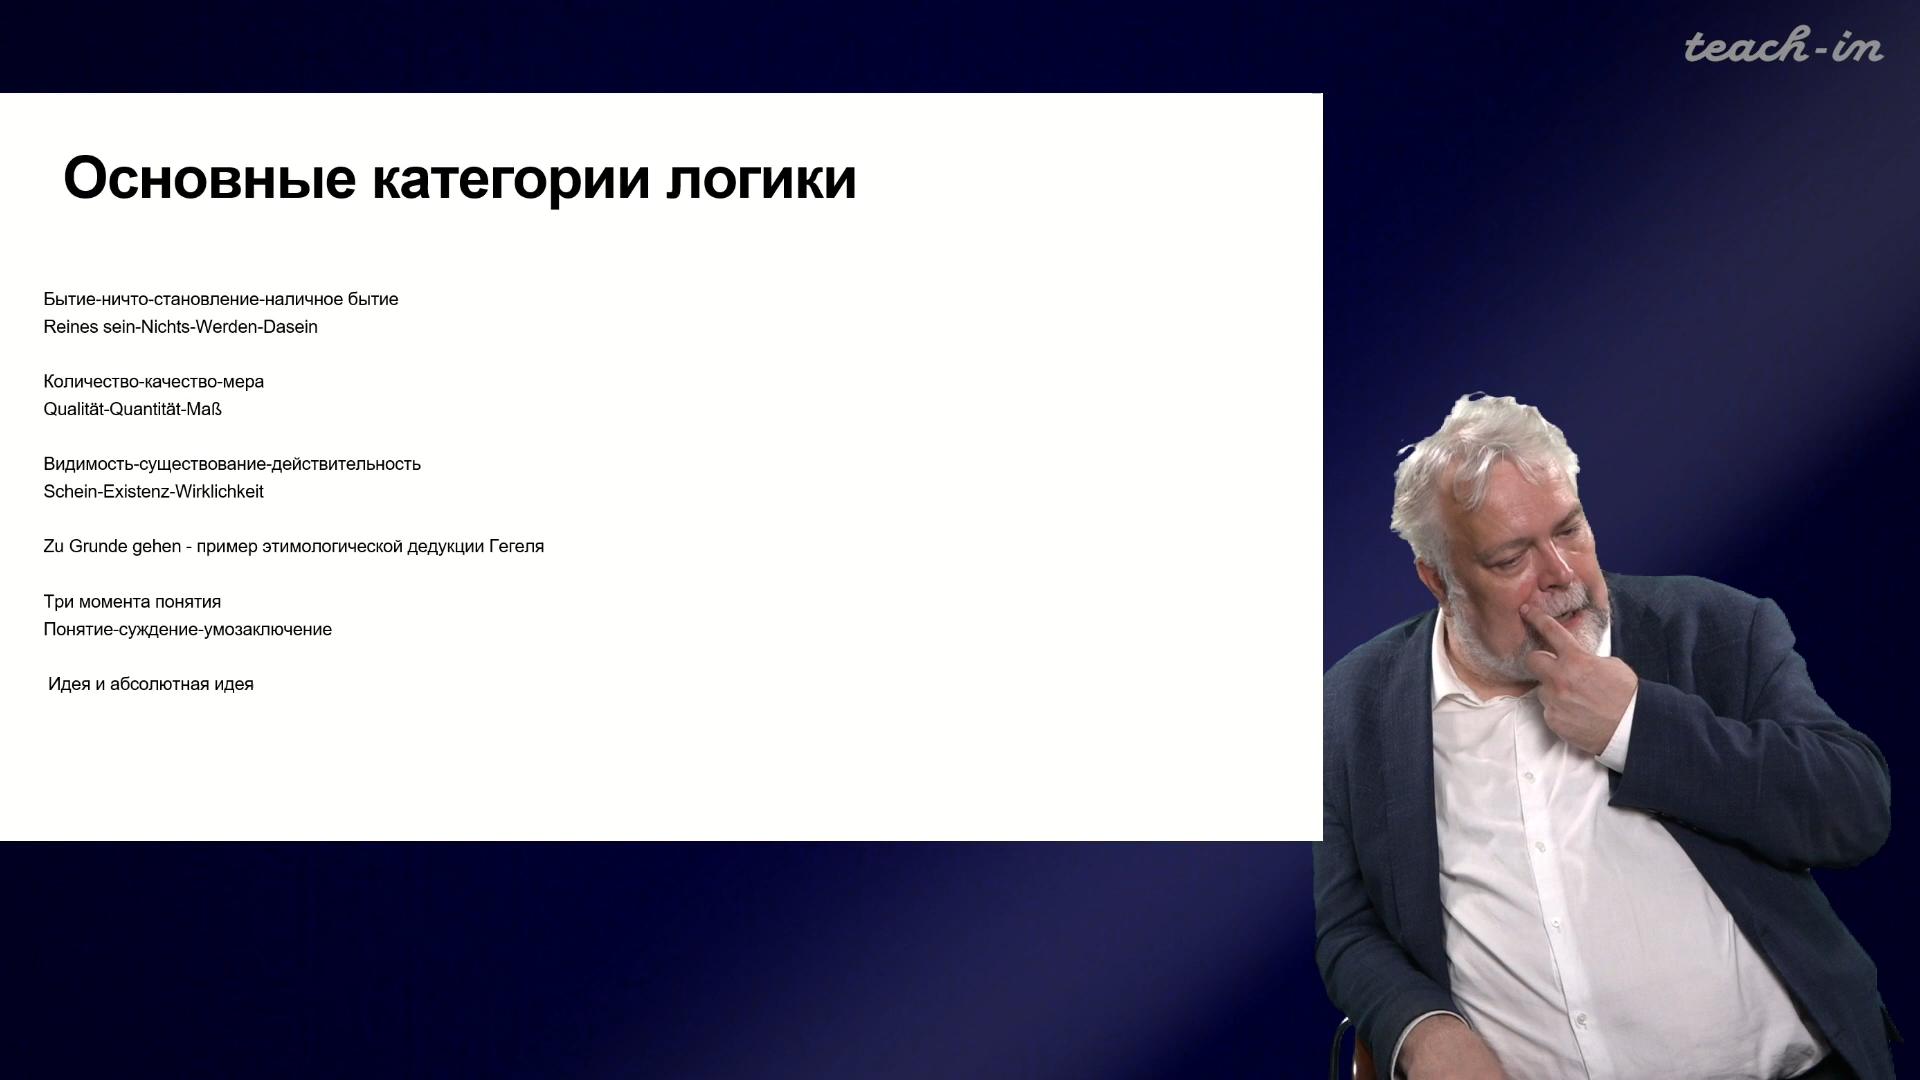 teach-in
Основные категории логики
Бытие-ничто-становление-наличное бытие
Reines sein-Nichts-Werden-Dasein
Количество-качество-мера
Qualität-Quantität-Maß
Видимость-существование-действительность
Schein-Existenz-Wirklichkeit
Zu Grunde gehen - пример этимологической дедукции Гегеля
Три момента понятия
Понятие-суждение-умозаключение
Идея и абсолютная идея